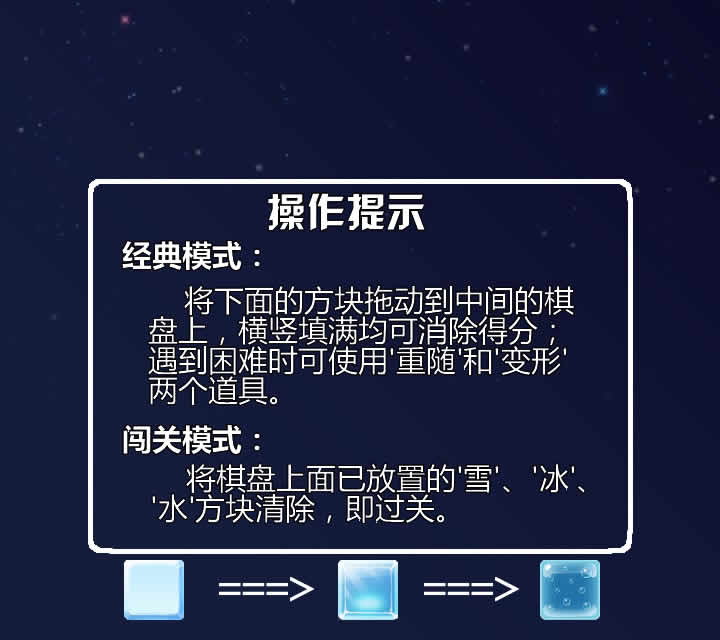 操作提示
经典模式：
将下面的方块拖动到中间的棋
盘上，横竖填满均可消除得分；
遇到困难时可使用'重随'和'变形'
两个道具。
闯关模式：
将棋盘上面已放置的'雪'、'冰'、
'水'方块清除，即过关。
===> ===>